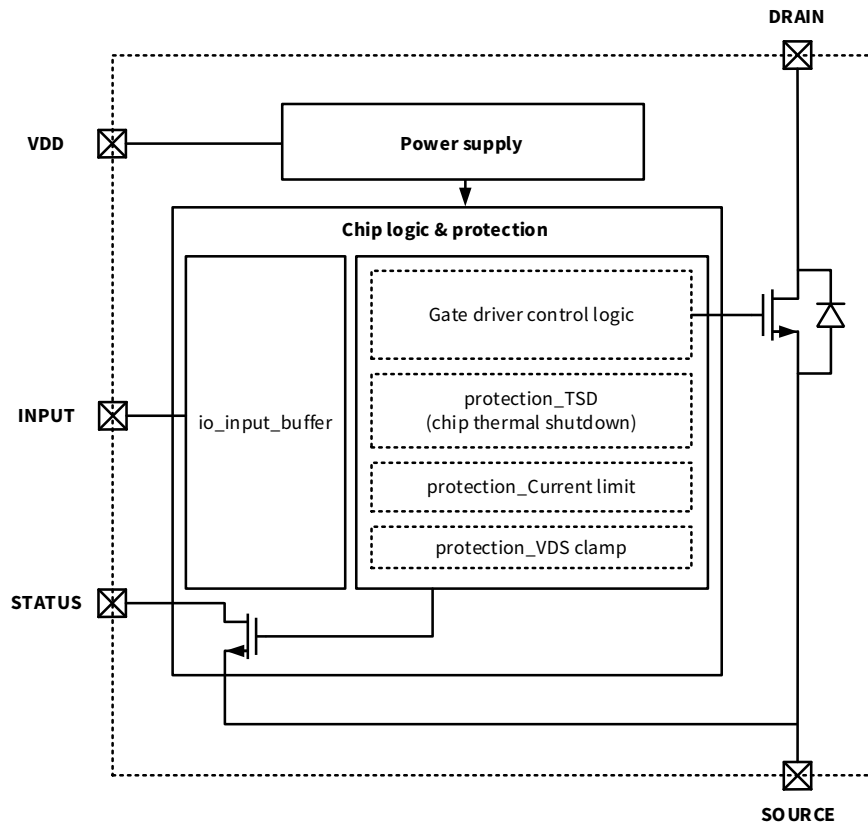 DRAIN
VDD
Power supply
Chip logic & protection
Gate driver control logic
protection_TSD
(chip thermal shutdown)
INPUT
io_input_buffer
protection_Current limit
protection_VDS clamp
STATUS
SOURCE